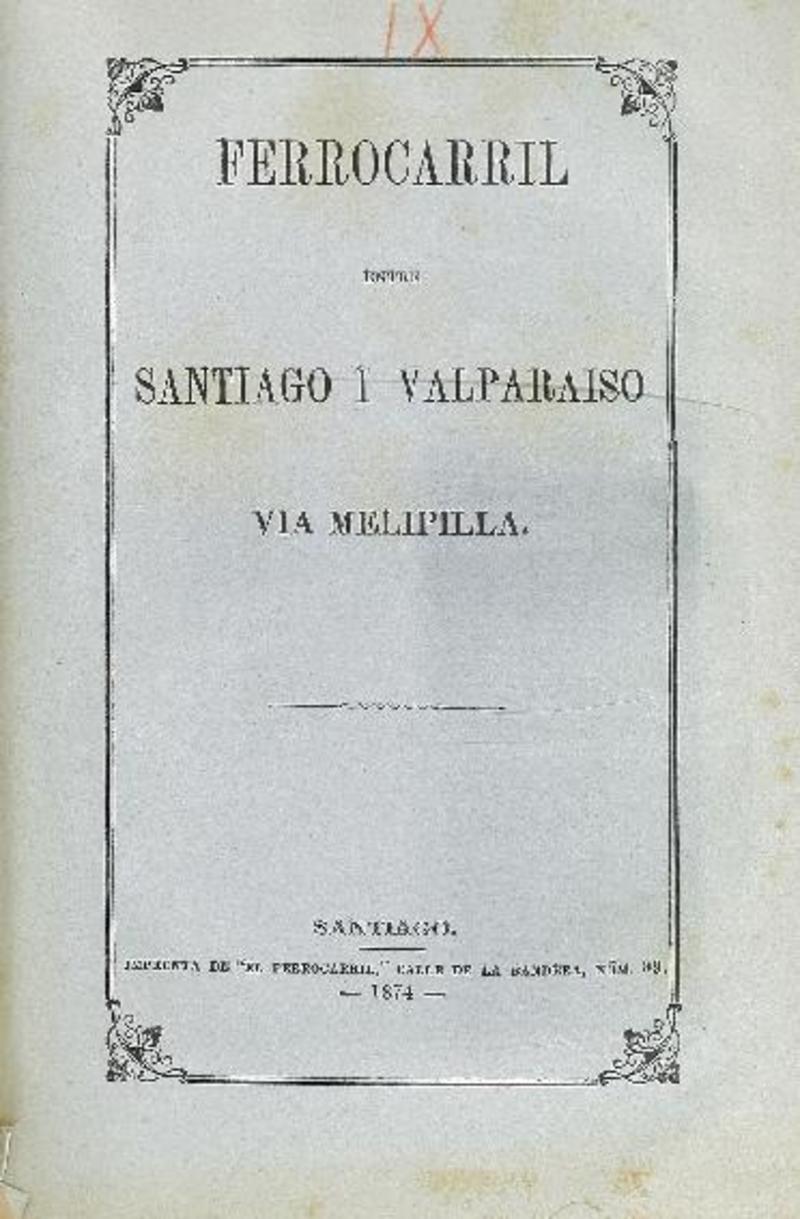 IX
FERROCARRIL
ENTRE
SANTIAGO I VALPARAISO
VIA MELIPILLA.
SANTIAGO.
IMPRENTA DE "EL FERROCARRIL," CALLE DE LA BANDERA, NÚM.
— 1874 —